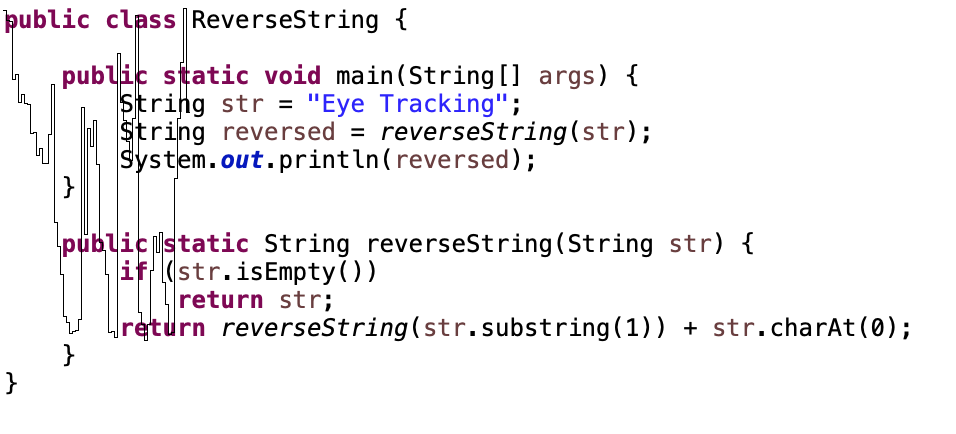 public class ReverseString {
public static void main(String[] args) {
String str = "Eye Tracking";
String reversed = reverseString(str);
System.out.println(reversed);
}
public static String reverseString(String str) {
if (str.isEmpty())
return str;
return reverseString(str.substring(1)) + str.charAt(0);
}
}